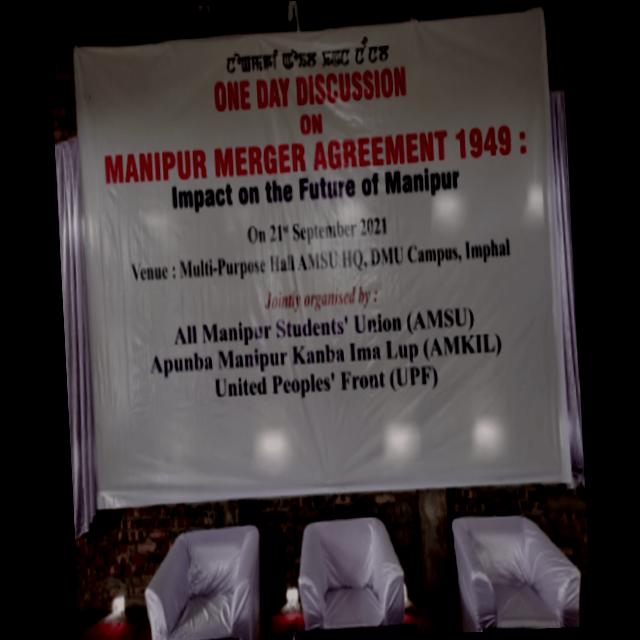 ONE DAY DISCUSSION
ON
MANIPUR MERGER AGREEMENT 1949 :
Impact on the Future of Manipur
On 21st September 2021
Venue : Multi-Purpose Hall AMSU HQ, DMU Campus, Imphal
Jointly organised by :
All Manipur Students' Union (AMSU)
Apunba Manipur Kanba Ima Lup (AMKIL)
United Peoples' Front (UPF)